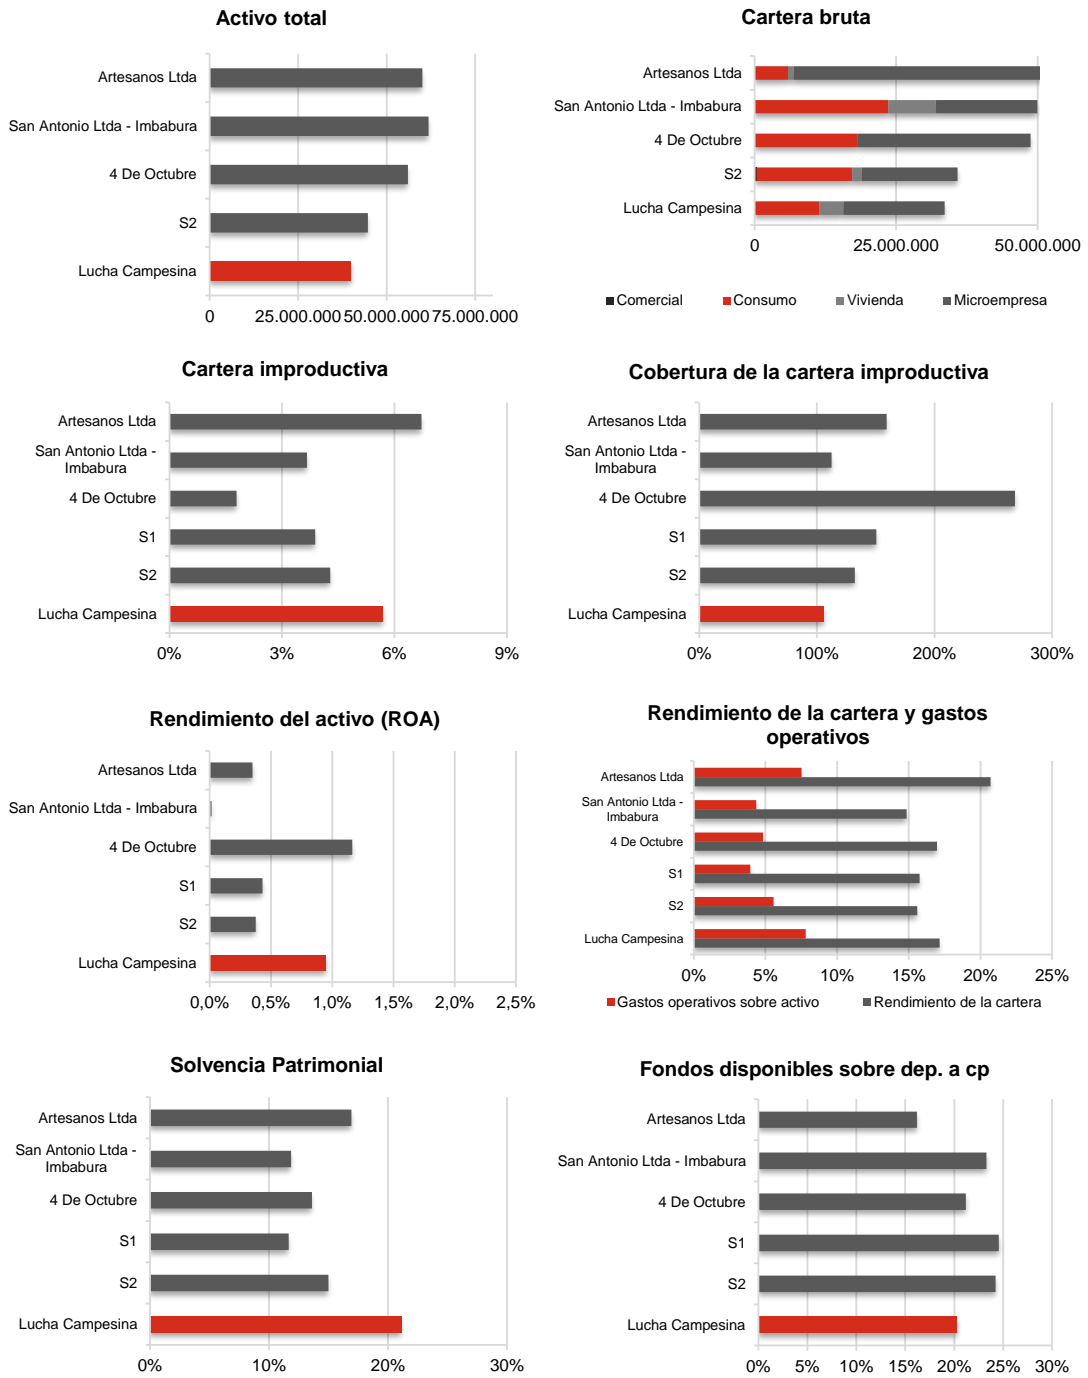 Activo total
Artesanos Ltda
San Antonio Ltda - Imbabura
4 De Octubre
S2
Lucha Campesina
0 25.000.000 50.000.000 75.000.000
Cartera bruta
Artesanos Ltda
San Antonio Ltda - Imbabura
4 De Octubre
S2
Lucha Campesina
0 25.000.000 50.000.000
Comercial Consumo Vivienda Microempresa
Cartera improductiva
Artesanos Ltda
San Antonio Ltda -
Imbabura
4 De Octubre
S1
S2
Lucha Campesina
0% 3% 6% 9%
Cobertura de la cartera improductiva
Artesanos Ltda
San Antonio Ltda -
Imbabura
4 De Octubre
S1
S2
Lucha Campesina
0% 100% 200% 300%
Rendimiento del activo (ROA)
Artesanos Ltda
San Antonio Ltda - Imbabura
4 De Octubre
S1
S2
Lucha Campesina
0,0% 0,5% 1,0% 1,5% 2,0% 2,5%
Rendimiento de la cartera y gastos
operativos
Artesanos Ltda
San Antonio Ltda -
Imbabura
4 De Octubre
S1
S2
Lucha Campesina
0% 5% 10% 15% 20% 25%
Gastos operativos sobre activo Rendimiento de la cartera
Solvencia Patrimonial
Artesanos Ltda
San Antonio Ltda -
Imbabura
4 De Octubre
S1
S2
Lucha Campesina
0% 10% 20% 30%
Fondos disponibles sobre dep. a cp
Artesanos Ltda
San Antonio Ltda - Imbabura
4 De Octubre
S1
S2
Lucha Campesina
0% 5% 10% 15% 20% 25% 30%